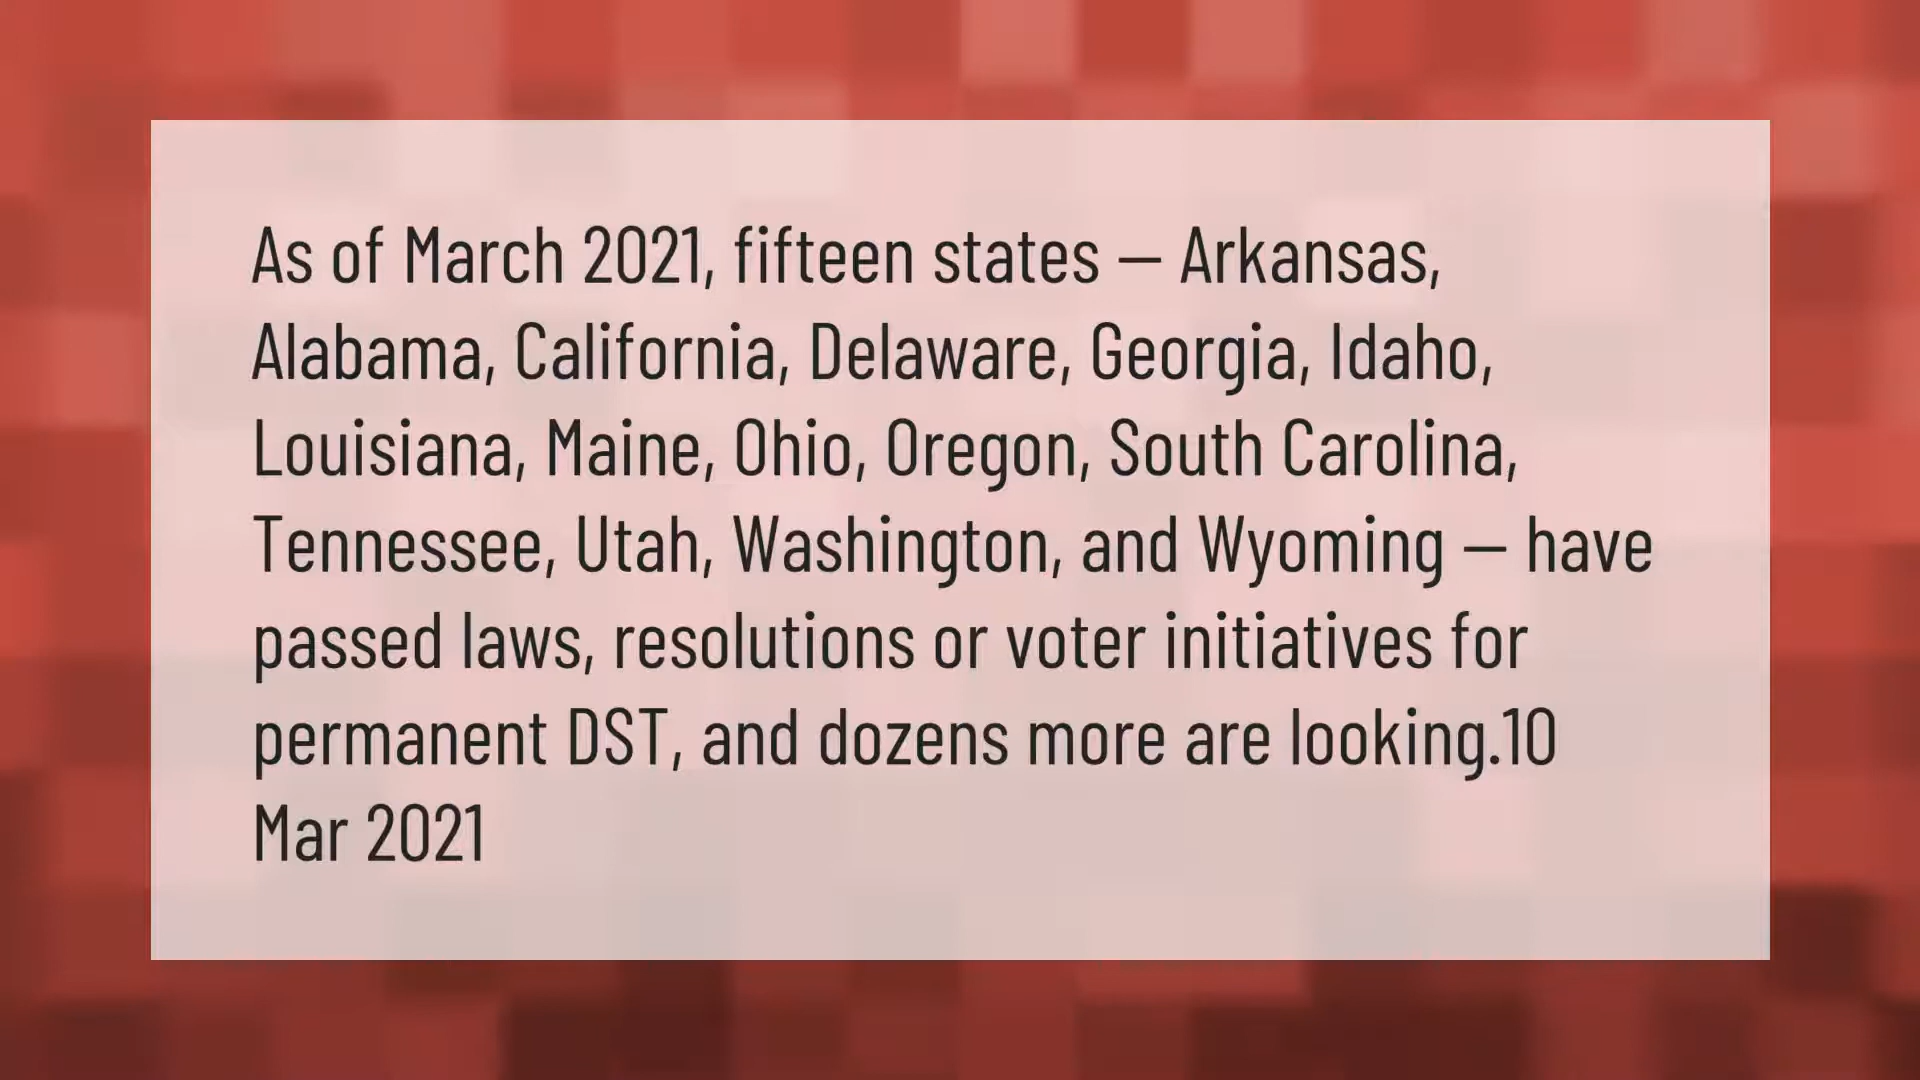 As of March 2021, fifteen states — Arkansas,
Alabama, California, Delaware, Georgia, Idaho,
Louisiana, Maine, Ohio, Oregon, South Carolina,
Tennessee, Utah, Washington, and Wyoming — have
passed laws, resolutions or voter initiatives for
permanent DST, and dozens more are looking.10
Mar 2021